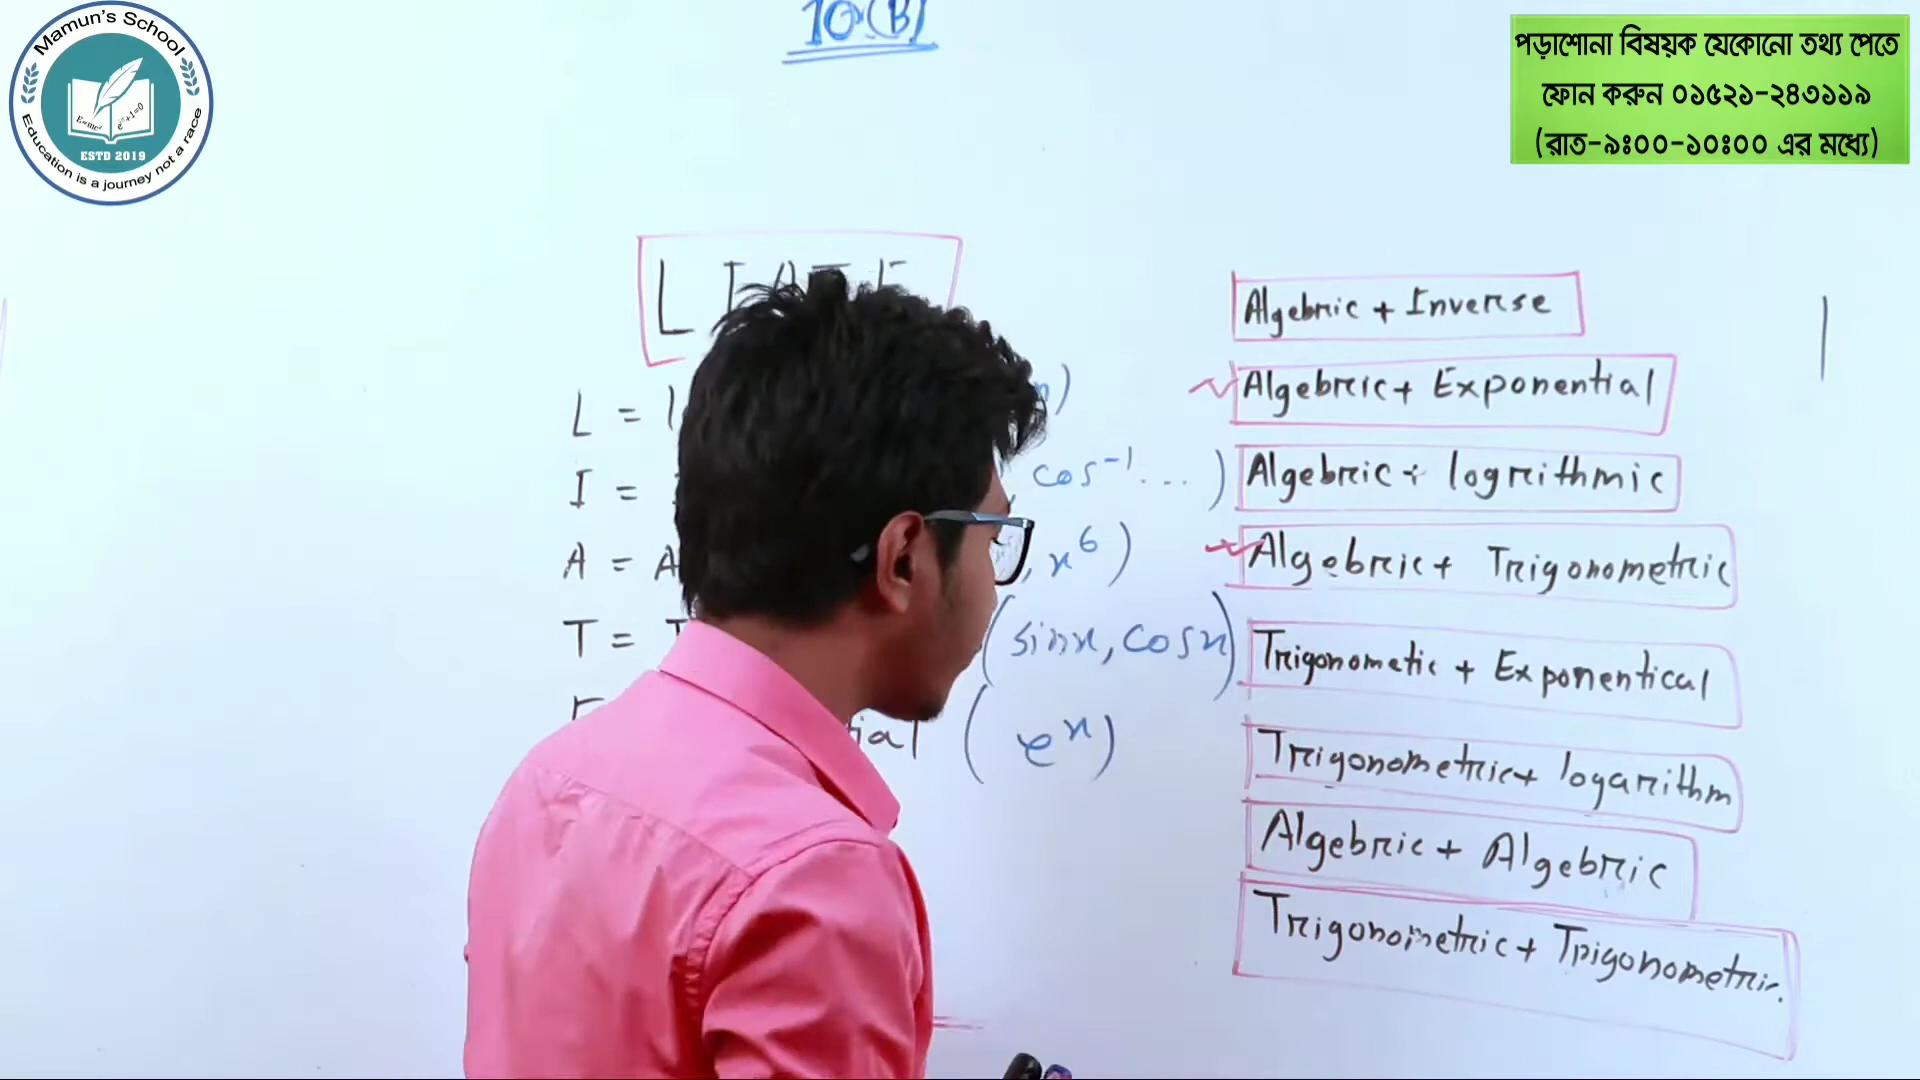 Mamun's School
E=mc²
ESTD 2019
Education is a journey not a race
পড়াশোনা বিষয়ক যেকোনো তথ্য পেতে
ফোন করুন ০১৫২১-২৪৩১১৯
(রাত-৯ঃ০০-১০ঃ০০ এর মধ্যে)
10(B)
L I A T E
L =
I = cos⁻¹ ... )
A = A , x⁶ )
T = T ( sinx, cosx )
tial ( eˣ )
Algebric + Inverse
Algebric + Exponential
Algebric + logrithmic
Algebric + Trigonometric
Trigonometic + Exponentical
Trigonometric + logarithm
Algebric + Algebric
Trigonometric + Trigonometric